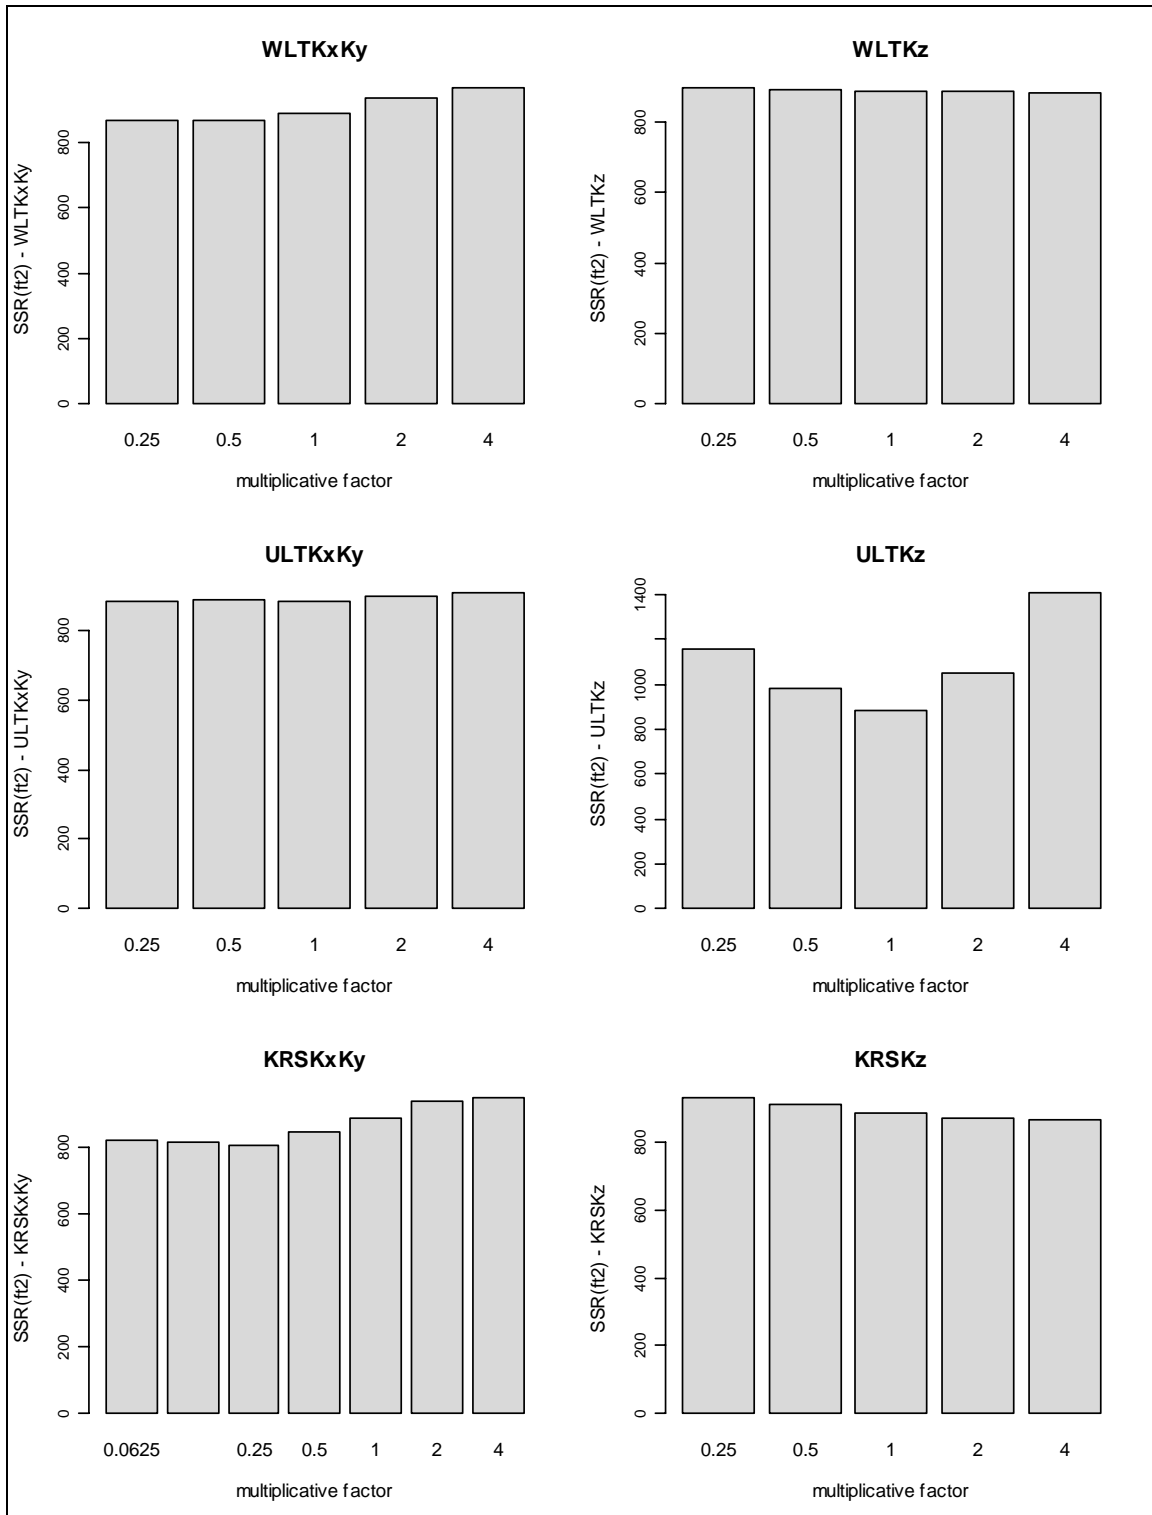 WLTKxKy
SSR(ft2) - WLTKxKy
0 200 400 600 800
0.25 0.5 1 2 4
multiplicative factor
WLTKz
SSR(ft2) - WLTKz
0 200 400 600 800
0.25 0.5 1 2 4
multiplicative factor
ULTKxKy
SSR(ft2) - ULTKxKy
0 200 400 600 800
0.25 0.5 1 2 4
multiplicative factor
ULTKz
SSR(ft2) - ULTKz
0 200 400 600 800 1000 1400
0.25 0.5 1 2 4
multiplicative factor
KRSKxKy
SSR(ft2) - KRSKxKy
0 200 400 600 800
0.0625 0.25 0.5 1 2 4
multiplicative factor
KRSKz
SSR(ft2) - KRSKz
0 200 400 600 800
0.25 0.5 1 2 4
multiplicative factor